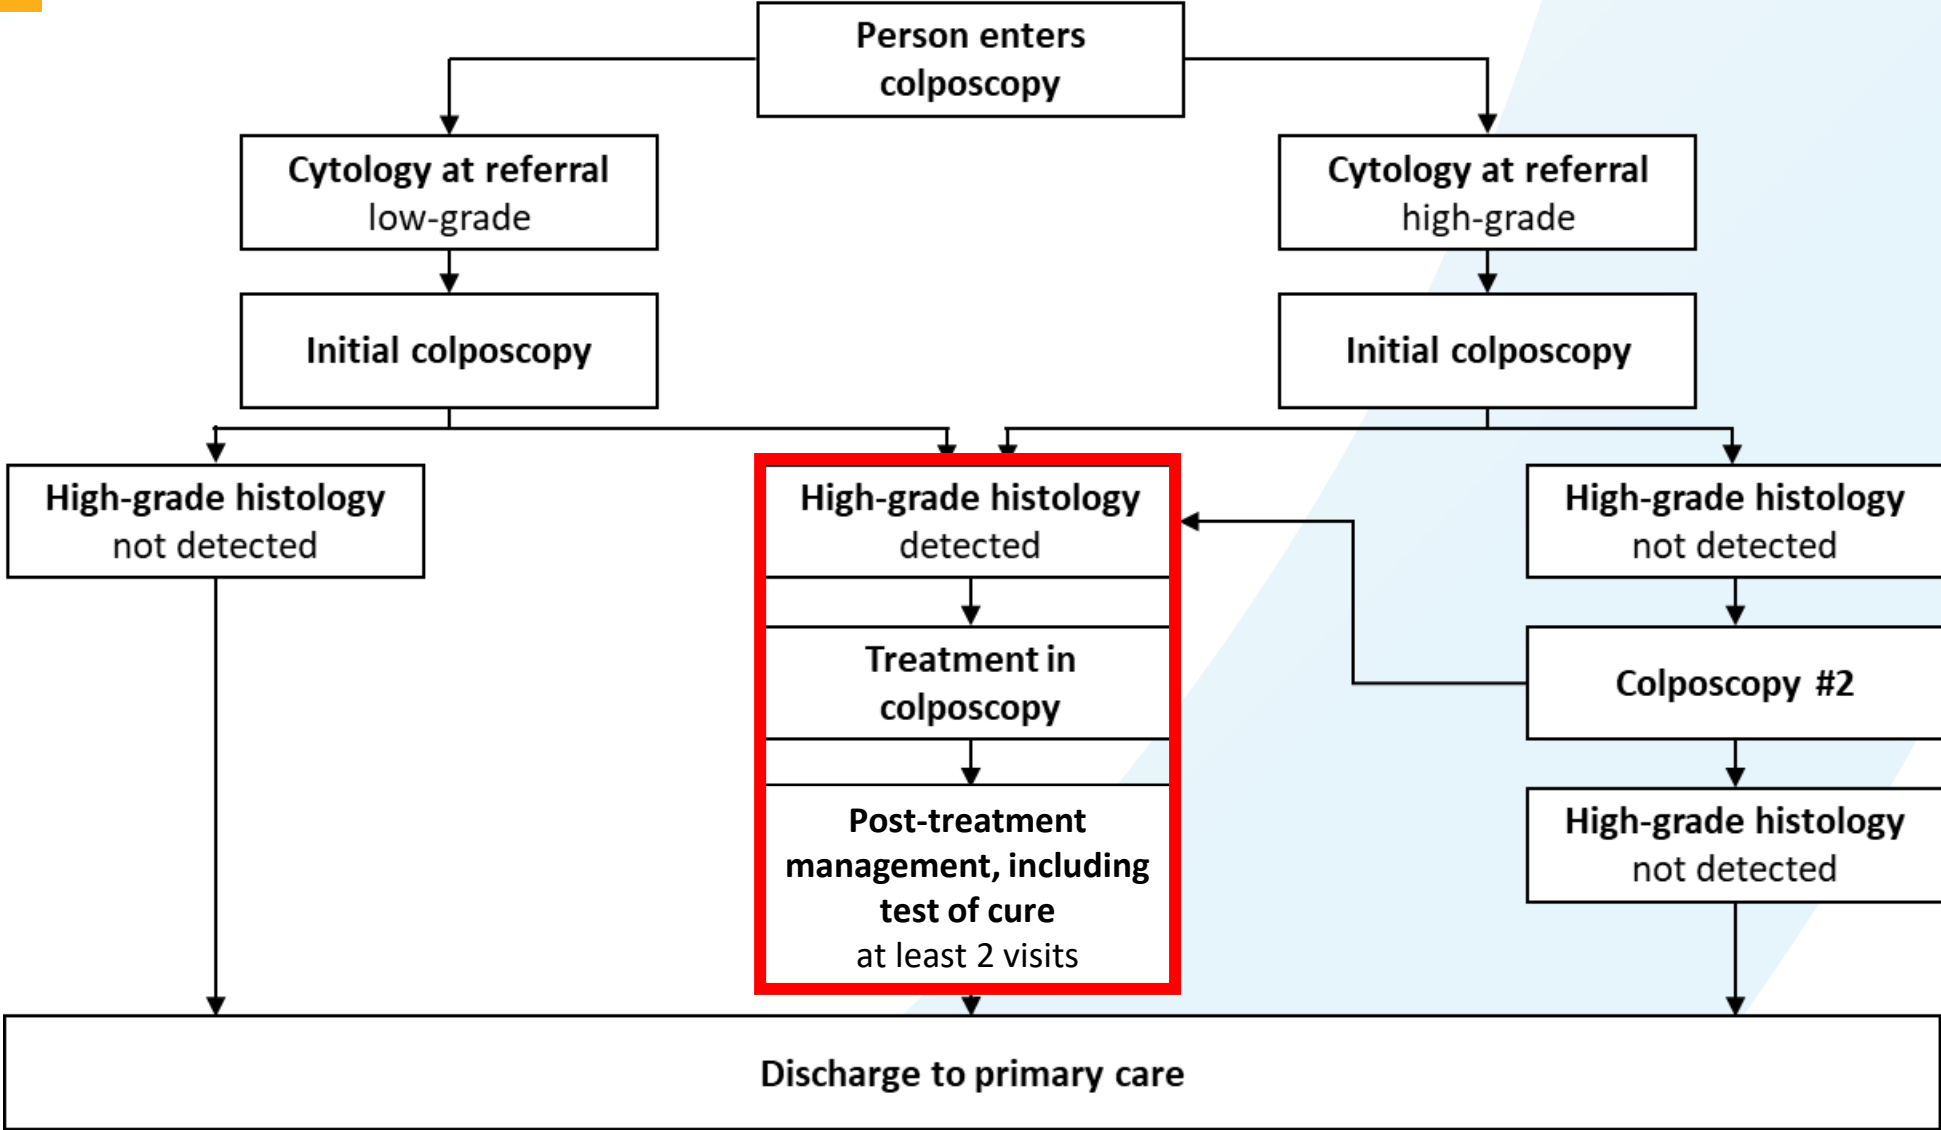 Person enters
colposcopy
Cytology at referral
low-grade
Cytology at referral
high-grade
Initial colposcopy
Initial colposcopy
High-grade histology
not detected
High-grade histology
detected
High-grade histology
not detected
Treatment in
colposcopy
Colposcopy #2
Post-treatment
management, including
test of cure
at least 2 visits
High-grade histology
not detected
Discharge to primary care